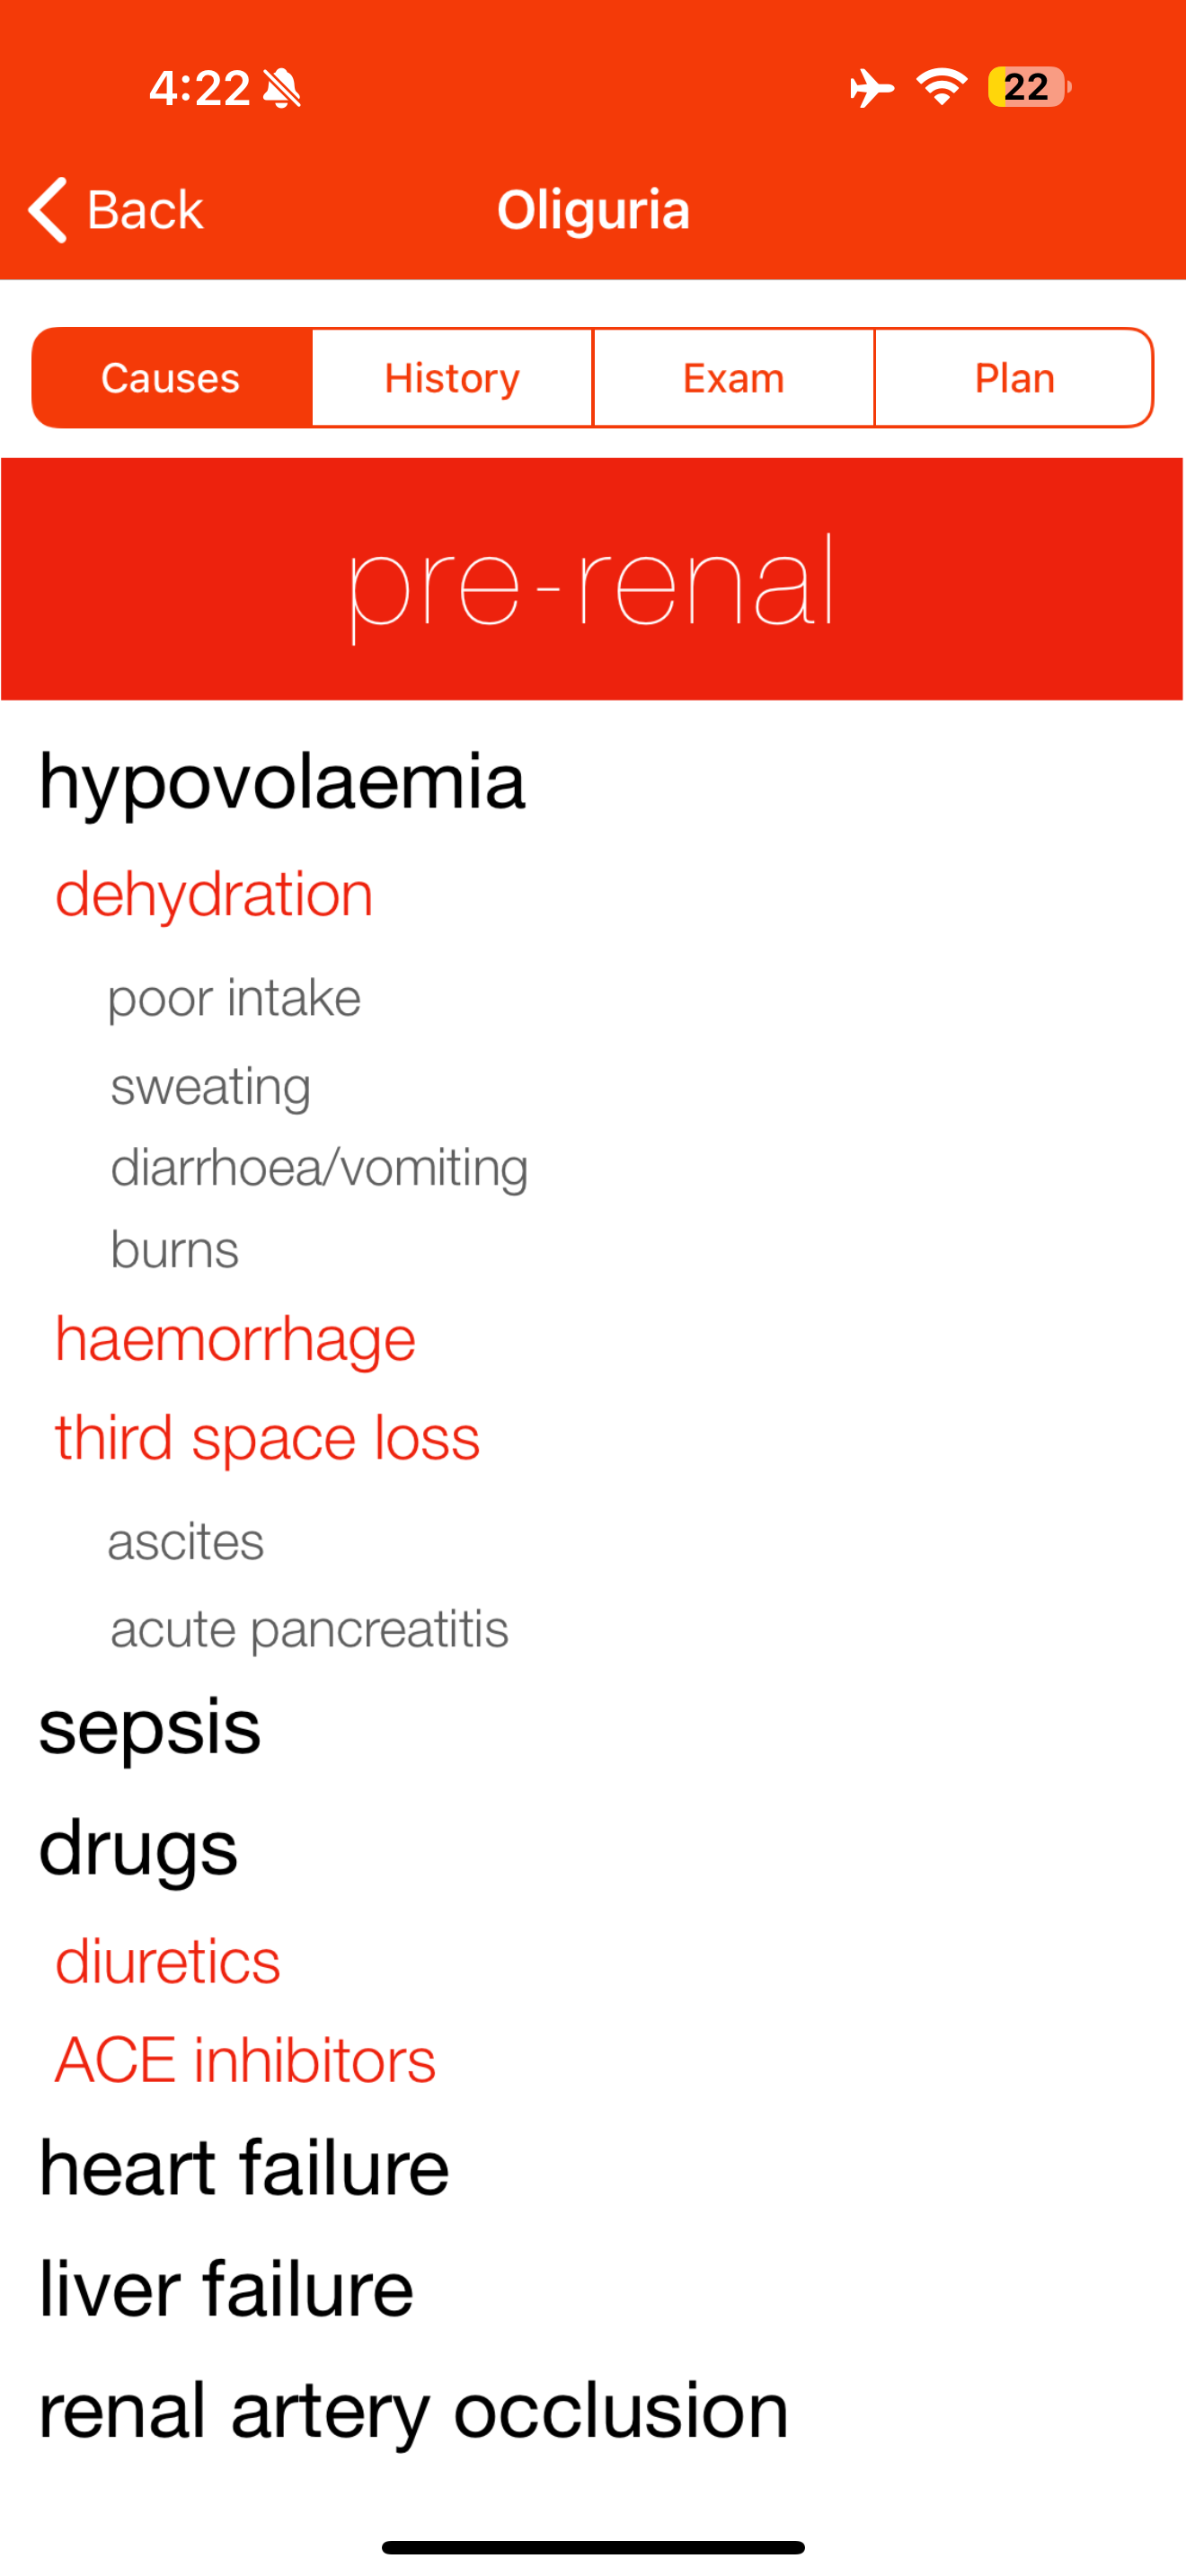 4:22
22
Back
Oliguria
Causes
History
Exam
Plan
pre-renal
hypovolaemia
dehydration
poor intake
sweating
diarrhoea/vomiting
burns
haemorrhage
third space loss
ascites
acute pancreatitis
sepsis
drugs
diuretics
ACE inhibitors
heart failure
liver failure
renal artery occlusion